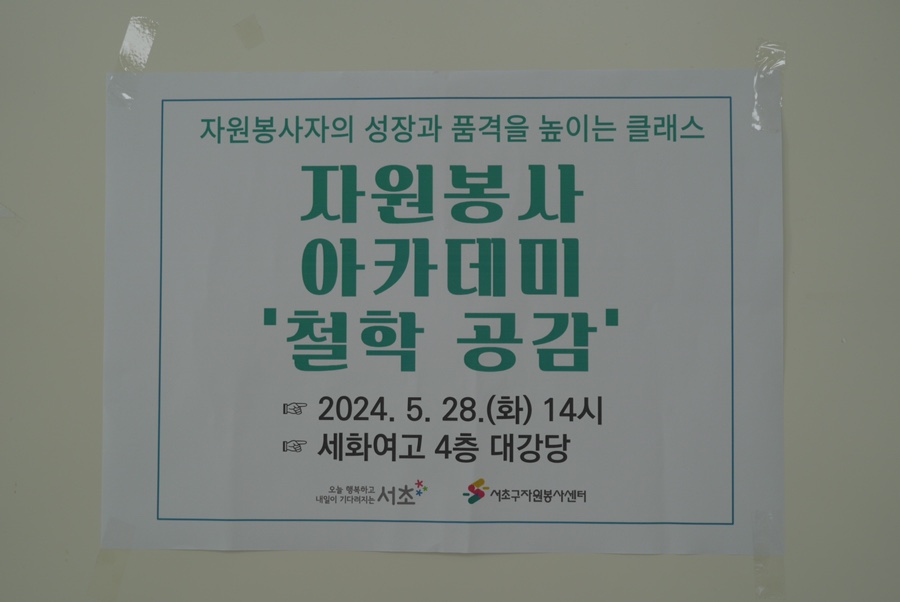 자원봉사자의 성장과 품격을 높이는 클래스
자원봉사
아카데미
'철학 공감'
☞ 2024. 5. 28.(화) 14시
☞ 세화여고 4층 대강당
오늘 행복하고
내일이 기다려지는 서초
서초구자원봉사센터